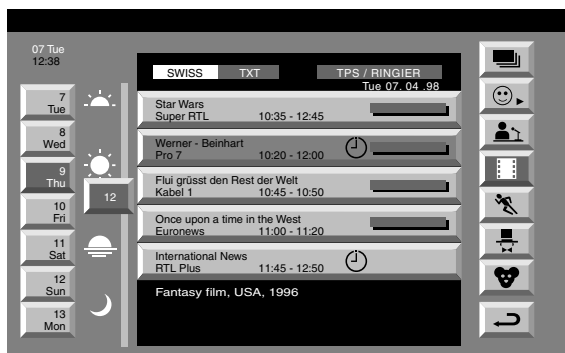 07 Tue
12:38
SWISS TXT TPS / RINGIER
Tue 07. 04 .98
7
Tue
8
Wed
9
Thu
10
Fri
11
Sat
12
Sun
13
Mon
12
Star Wars
Super RTL 10:35 - 12:45
Werner - Beinhart
Pro 7 10:20 - 12:00
Flui grüsst den Rest der Welt
Kabel 1 10:45 - 10:50
Once upon a time in the West
Euronews 11:00 - 11:20
International News
RTL Plus 11:45 - 12:50
Fantasy film, USA, 1996